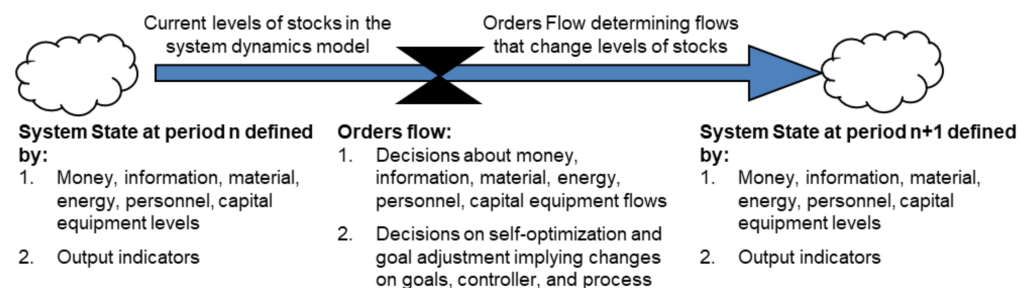 Current levels of stocks in the
system dynamics model
Orders Flow determining flows
that change levels of stocks
System State at period n defined
by:
1. Money, information, material,
energy, personnel, capital
equipment levels
2. Output indicators
Orders flow:
1. Decisions about money,
information, material, energy,
personnel, capital equipment flows
2. Decisions on self-optimization and
goal adjustment implying changes
on goals, controller, and process
System State at period n+1 defined
by:
1. Money, information, material,
energy, personnel, capital
equipment levels
2. Output indicators